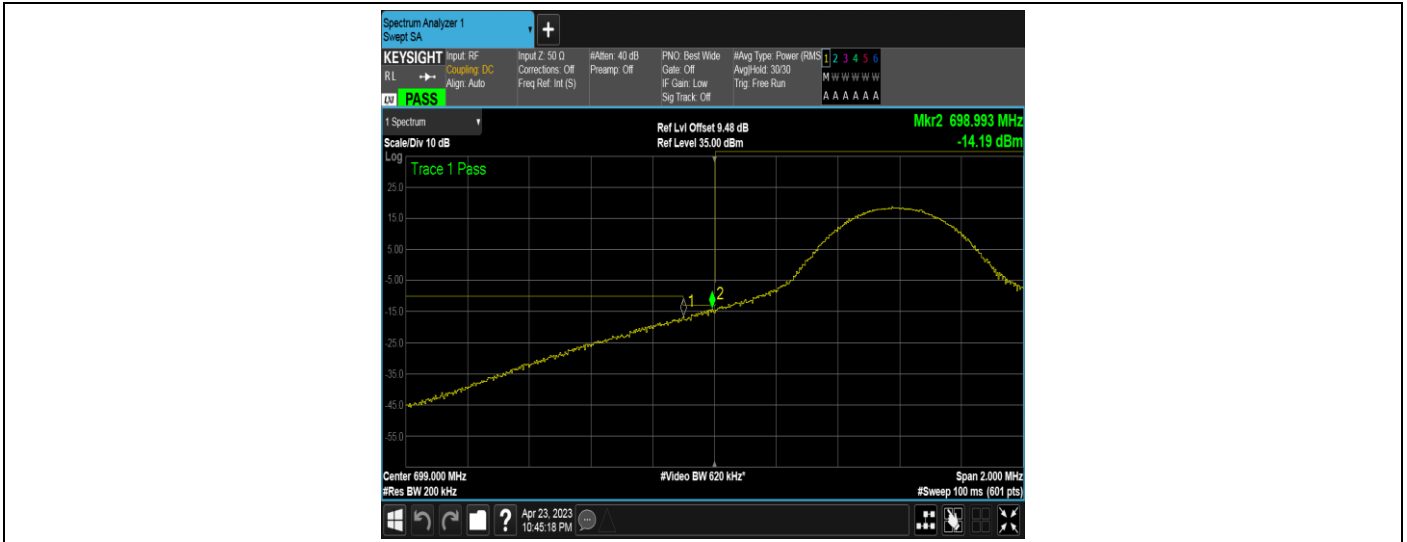 Spectrum Analyzer 1
Swept SA
+
KEYSIGHT
RL
LXI PASS
Input: RF
Coupling: DC
Align: Auto
Input Z: 50 Ω
Corrections: Off
Freq Ref: Int (S)
#Atten: 40 dB
Preamp: Off
PNO: Best Wide
Gate: Off
IF Gain: Low
Sig Track: Off
#Avg Type: Power (RMS
Avg|Hold: 30/30
Trig: Free Run
1 2 3 4 5 6
M W W W W W
A A A A A A
1 Spectrum
Scale/Div 10 dB
Ref Lvl Offset 9.48 dB
Ref Level 35.00 dBm
Mkr2 698.993 MHz
-14.19 dBm
Log
Trace 1 Pass
25.0
15.0
5.00
-5.00
-15.0
-25.0
-35.0
-45.0
-55.0
1
2
Center 699.000 MHz
#Res BW 200 kHz
#Video BW 620 kHz*
Span 2.000 MHz
#Sweep 100 ms (601 pts)
?
Apr 23, 2023
10:45:18 PM